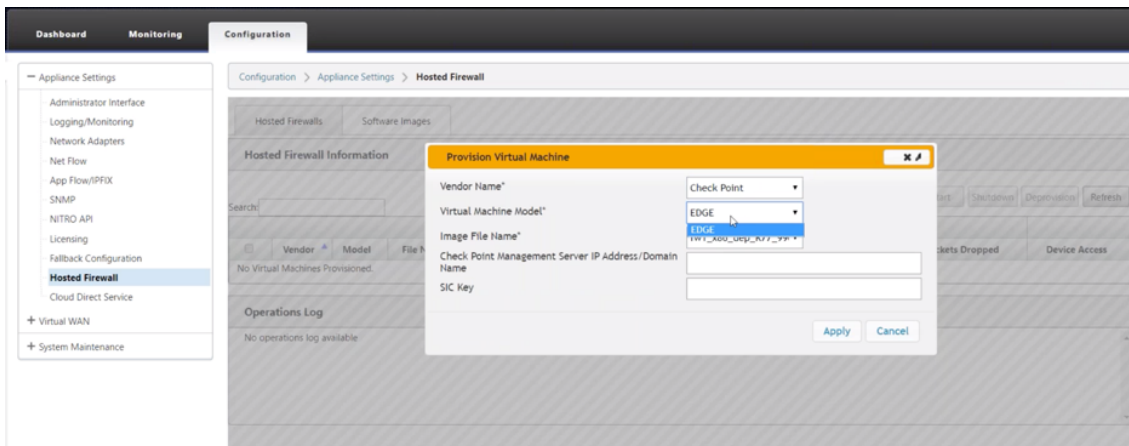 Dashboard Monitoring Configuration
Appliance Settings
Configuration > Appliance Settings > Hosted Firewall
Administrator Interface
Logging/Monitoring
Network Adapters
Net Flow
App Flow/IPFIX
SNMP
NITRO API
Licensing
Fallback Configuration
Hosted Firewall
Cloud Direct Service
Virtual WAN
System Maintenance
Hosted Firewalls Software Images
Hosted Firewall Information
Search:
Shutdown Deprovision Refresh
Vendor Model File
ckets Dropped Device Access
No Virtual Machines Provisioned
Operations Log
No operations log available
Provision Virtual Machine
Vendor Name* Check Point
Virtual Machine Model* EDGE
EDGE
Image File Name*
Check Point Management Server IP Address/Domain
Name
SIC Key
Apply Cancel